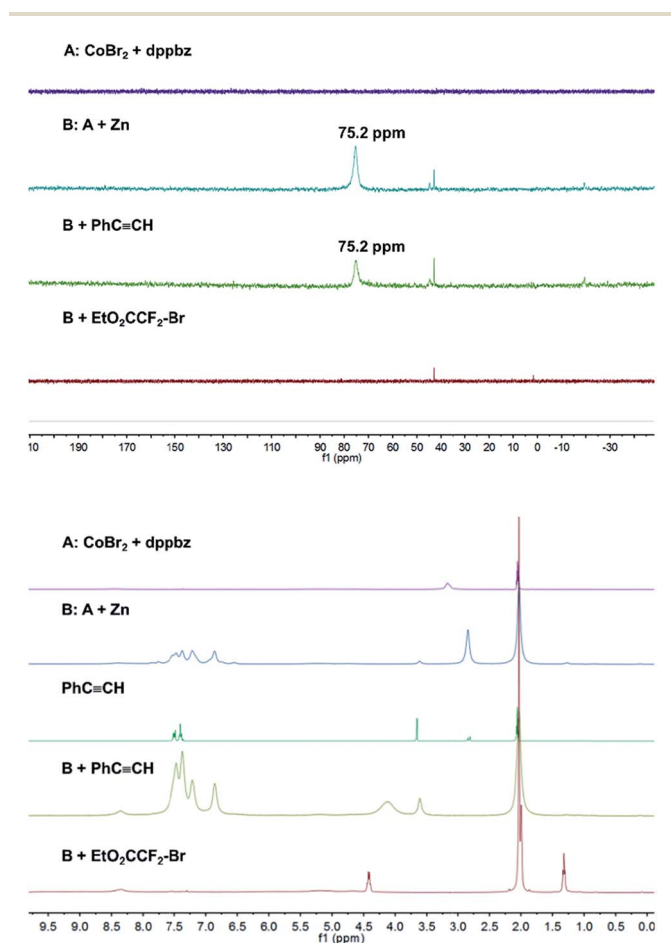 A: CoBr₂ + dppbz
B: A + Zn
75.2 ppm
B + PhC≡CH
75.2 ppm
B + EtO₂CCF₂-Br
10 190 170 150 130 110 90 80 70 60 50 40 30 20 10 0 -10 -30
f1 (ppm)
A: CoBr₂ + dppbz
B: A + Zn
PhC≡CH
B + PhC≡CH
B + EtO₂CCF₂-Br
9.5 9.0 8.5 8.0 7.5 7.0 6.5 6.0 5.5 5.0 4.5 4.0 3.5 3.0 2.5 2.0 1.5 1.0 0.5 0.0
f1 (ppm)